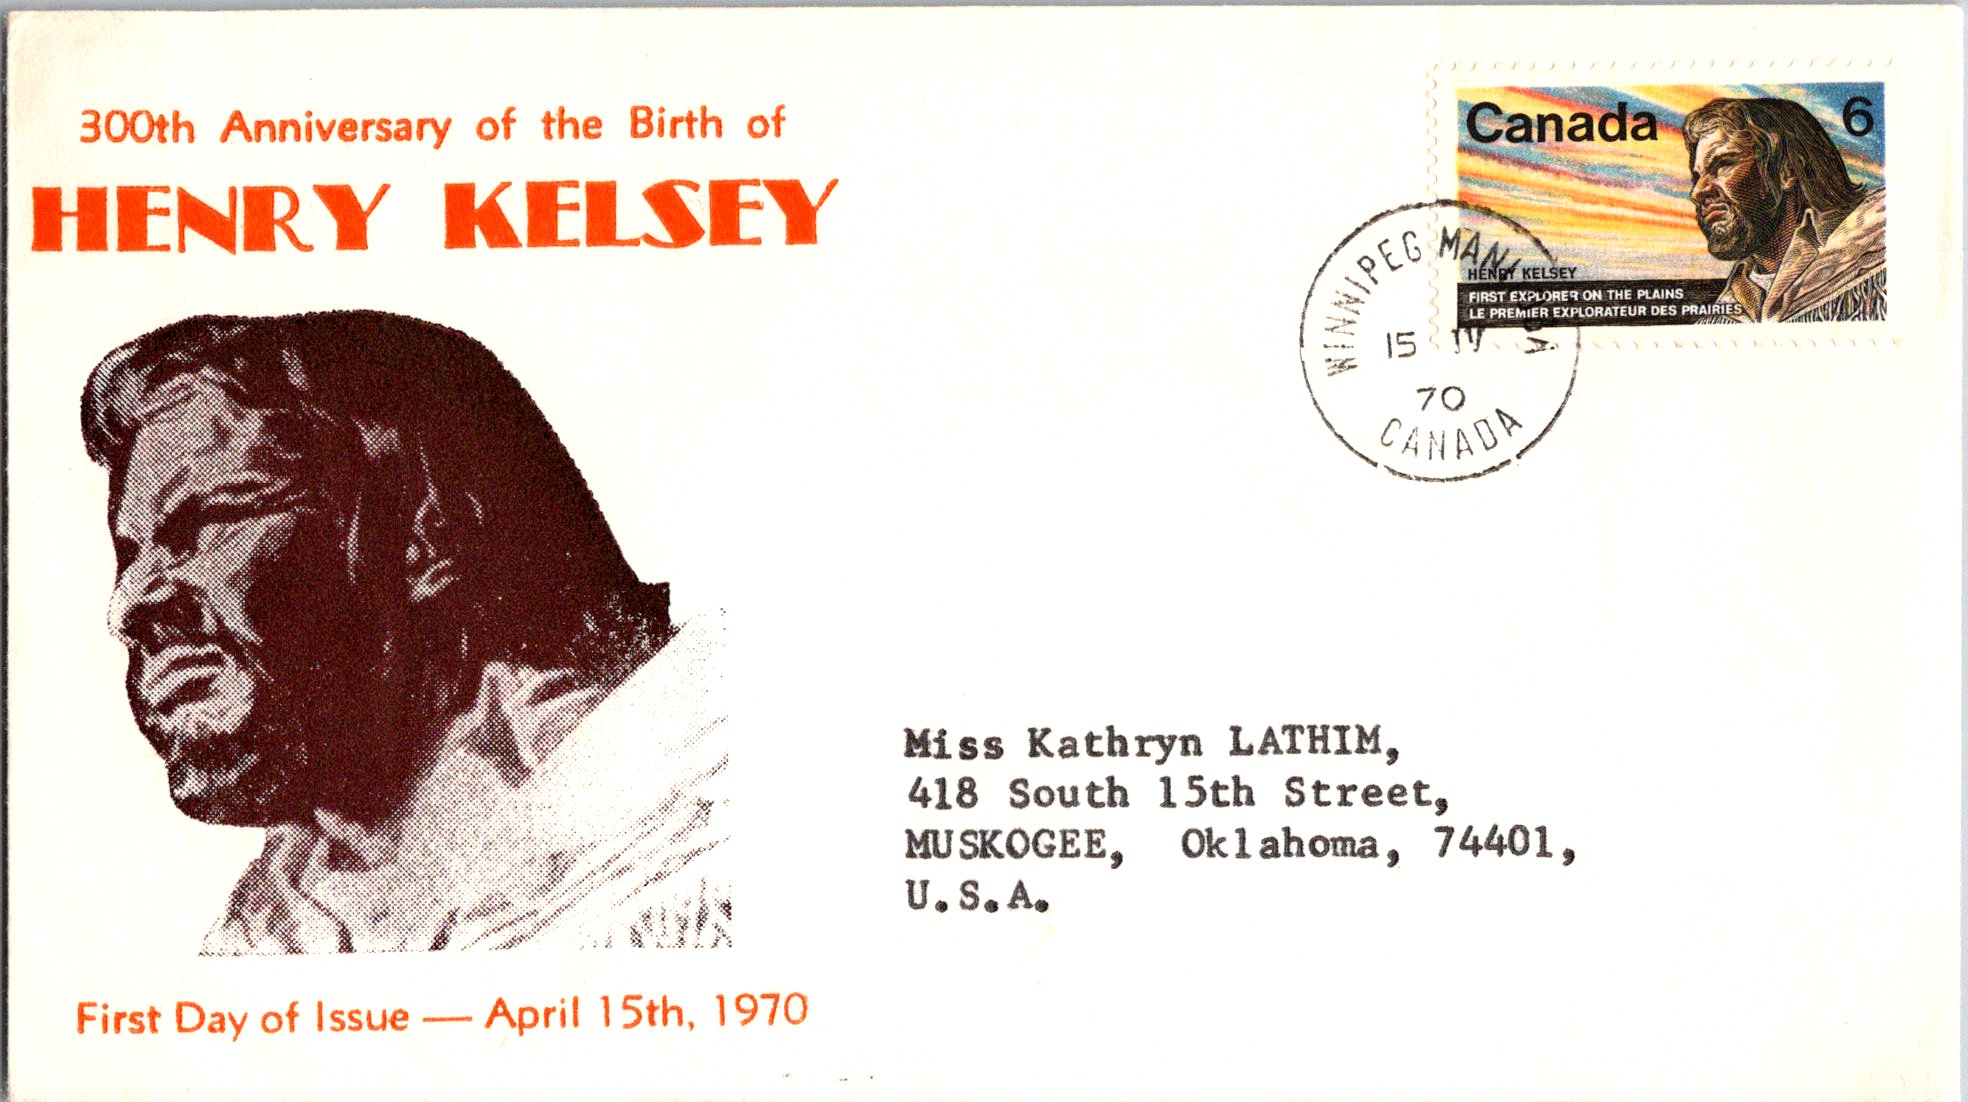 300th Anniversary of the Birth of
HENRY KELSEY
Canada 6
HENRY KELSEY
FIRST EXPLORER ON THE PLAINS
LE PREMIER EXPLORATEUR DES PRAIRIES
WINNIPEG
15 IV
70
CANADA
Miss Kathryn LATHIM,
418 South 15th Street,
MUSKOGEE, Oklahoma, 74401,
U.S.A.
First Day of Issue — April 15th, 1970